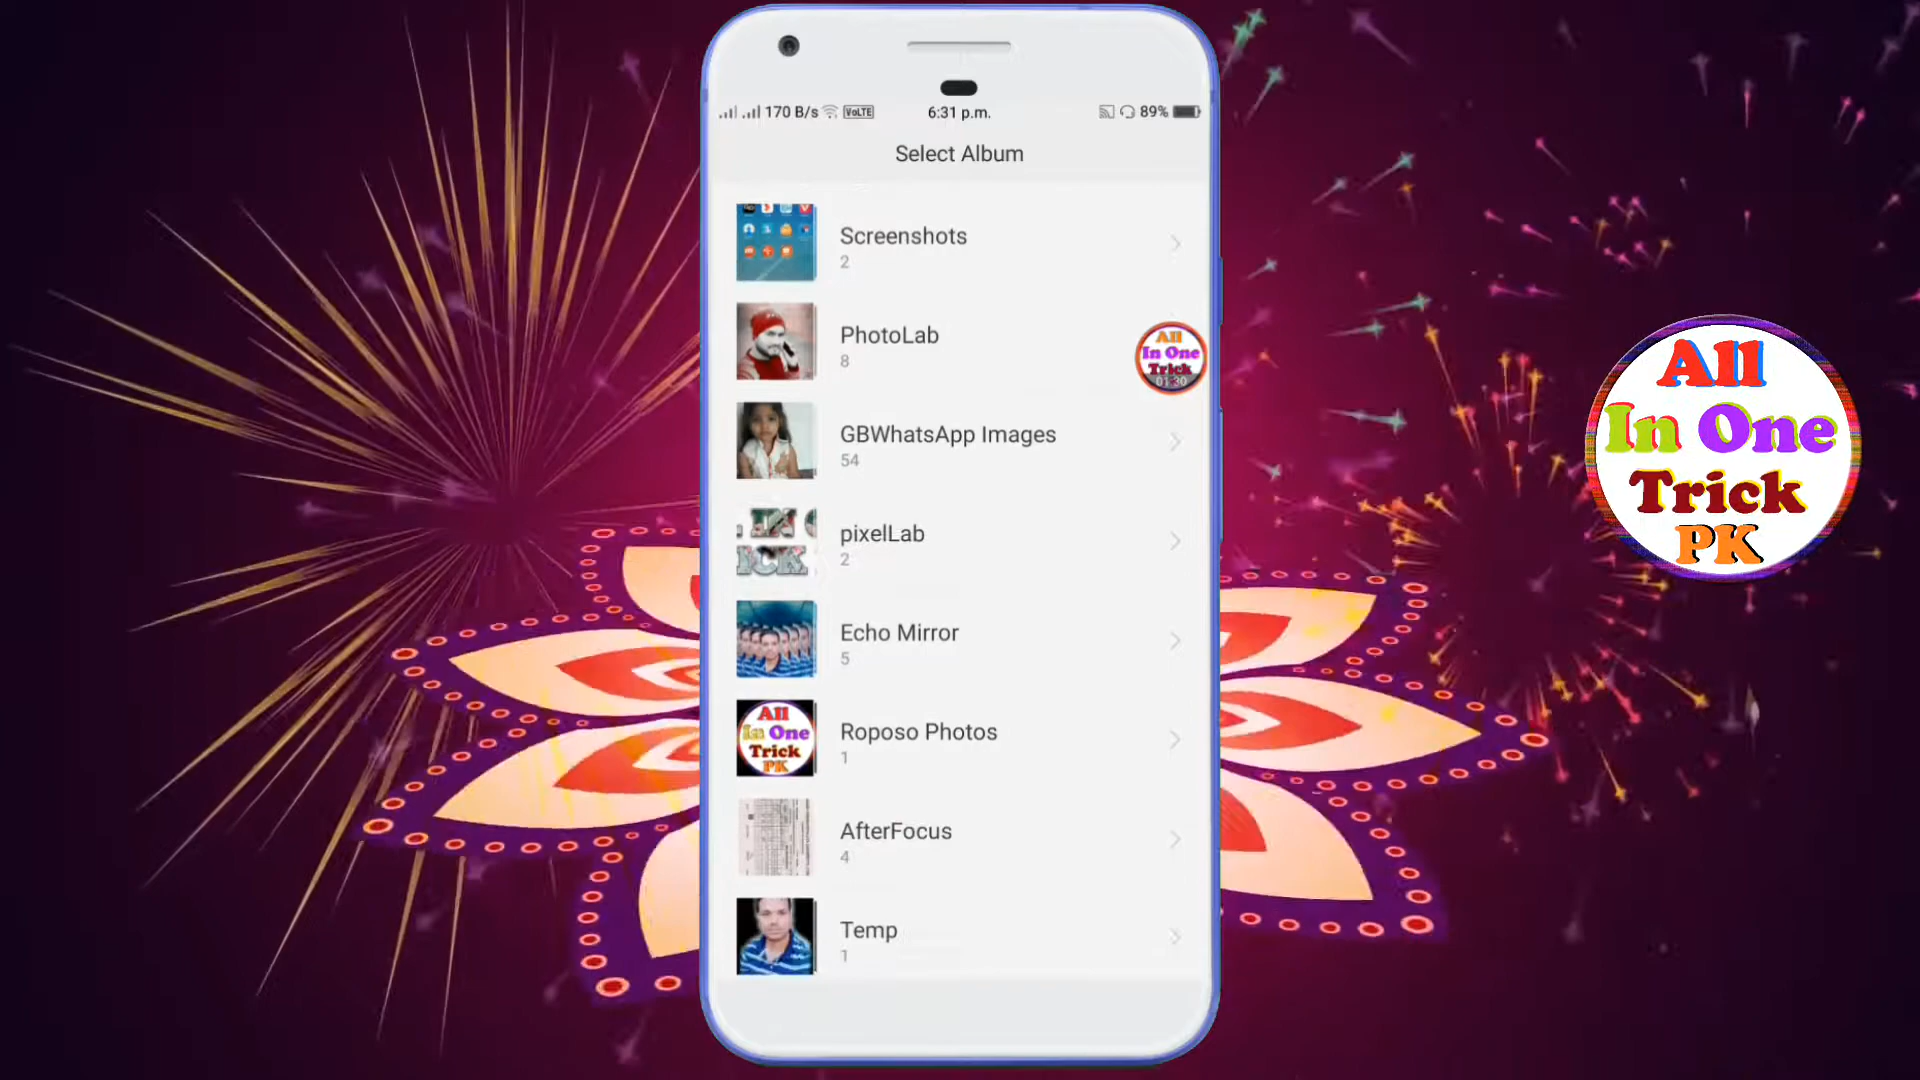 170 B/s VoLTE 6:31 p.m. 89%
Select Album
Screenshots
2
PhotoLab
8
All
In One
Trick
01:30
GBWhatsApp Images
54
pixelLab
2
Echo Mirror
5
All
In One
Trick
PK
Roposo Photos
1
AfterFocus
4
Temp
1
All
In One
Trick
PK